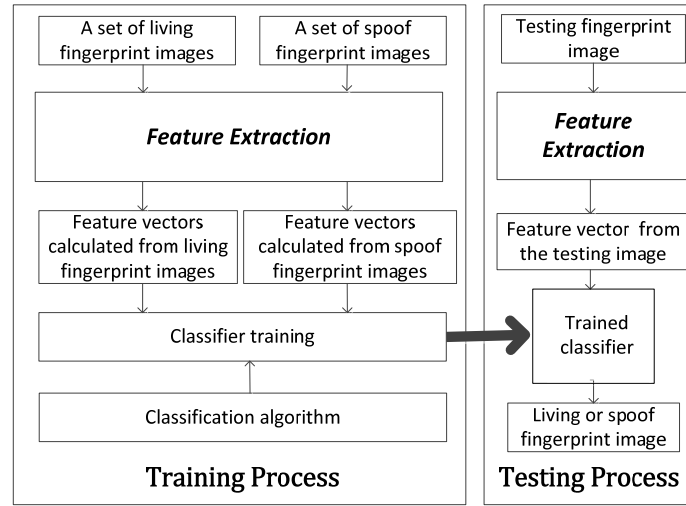 A set of living
fingerprint images
A set of spoof
fingerprint images
Feature Extraction
Feature vectors
calculated from living
fingerprint images
Feature vectors
calculated from spoof
fingerprint images
Classifier training
Classification algorithm
Training Process
Testing fingerprint
image
Feature
Extraction
Feature vector from
the testing image
Trained
classifier
Living or spoof
fingerprint image
Testing Process